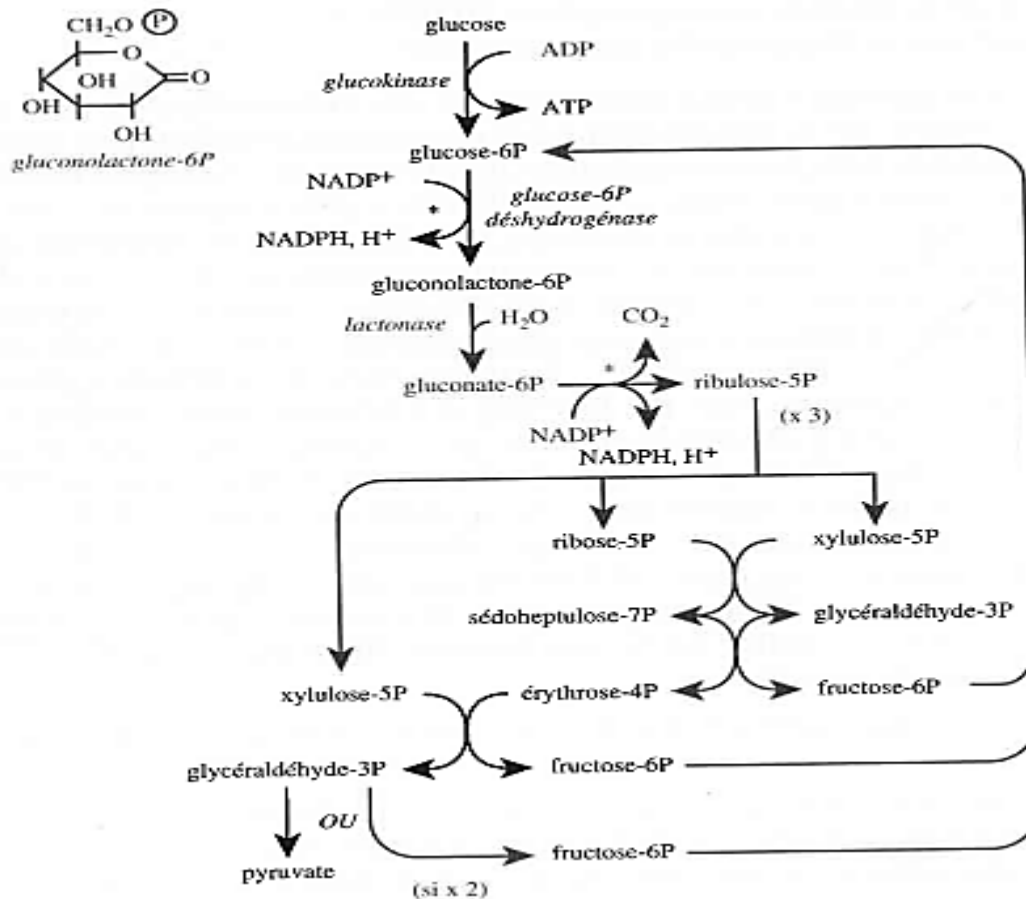 CH₂O Ⓟ
O
OH
O
OH
OH
gluconolactone-6P
glucose
ADP
glucokinase
ATP
glucose-6P
NADP+
glucose-6P
déshydrogénase
*
NADPH, H+
gluconolactone-6P
lactonase
H₂O
CO₂
gluconate-6P
*
ribulose-5P
(x 3)
NADP+
NADPH, H+
ribose-5P
xylulose-5P
sédoheptulose-7P
glycéraldéhyde-3P
xylulose-5P
érythrose-4P
fructose-6P
glycéraldéhyde-3P
fructose-6P
OU
pyruvate
fructose-6P
(si x 2)